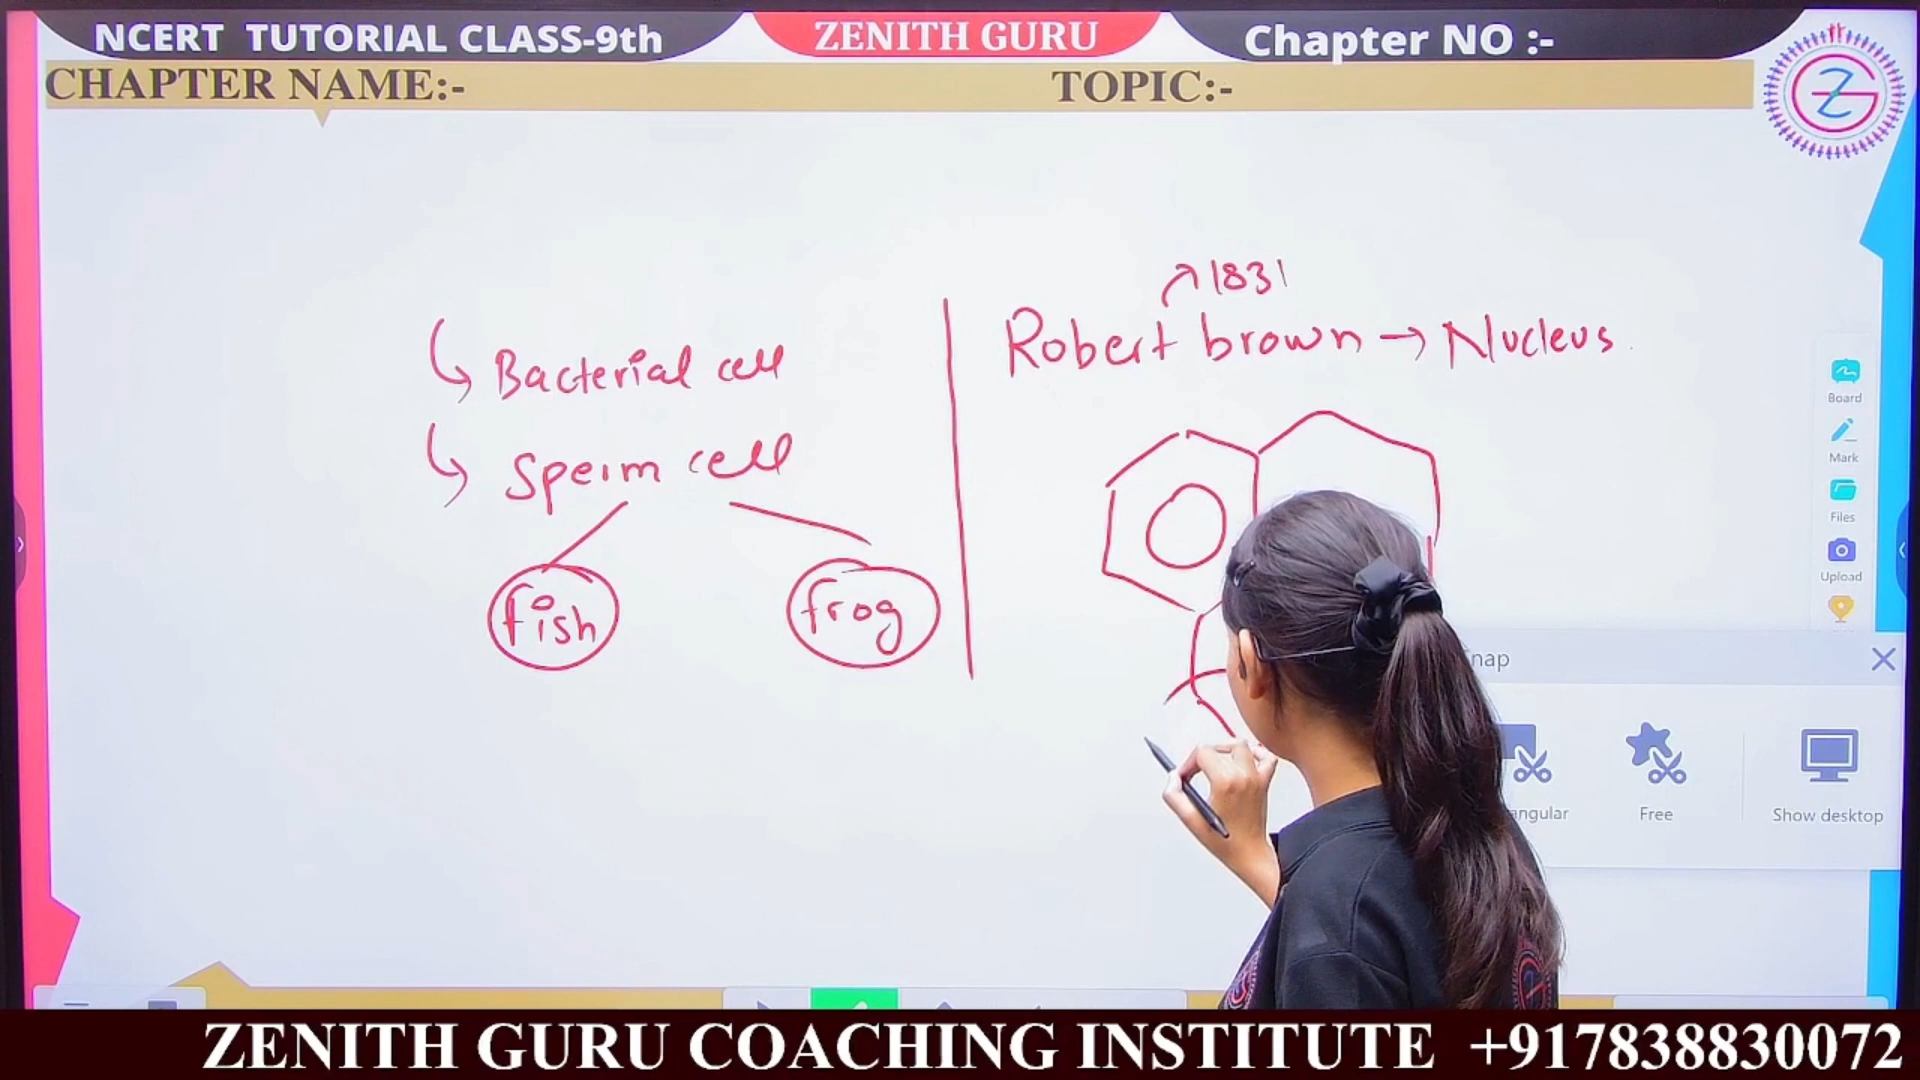 NCERT TUTORIAL CLASS-9th
ZENITH GURU
Chapter NO :-
CHAPTER NAME:-
TOPIC:-
↗ 1831
Robert brown → Nucleus.
↳ Bacterial cell
↳ Sperm cell
fish
frog
Board
Mark
Files
Upload
nap
angular
Free
Show desktop
ZENITH GURU COACHING INSTITUTE +917838830072